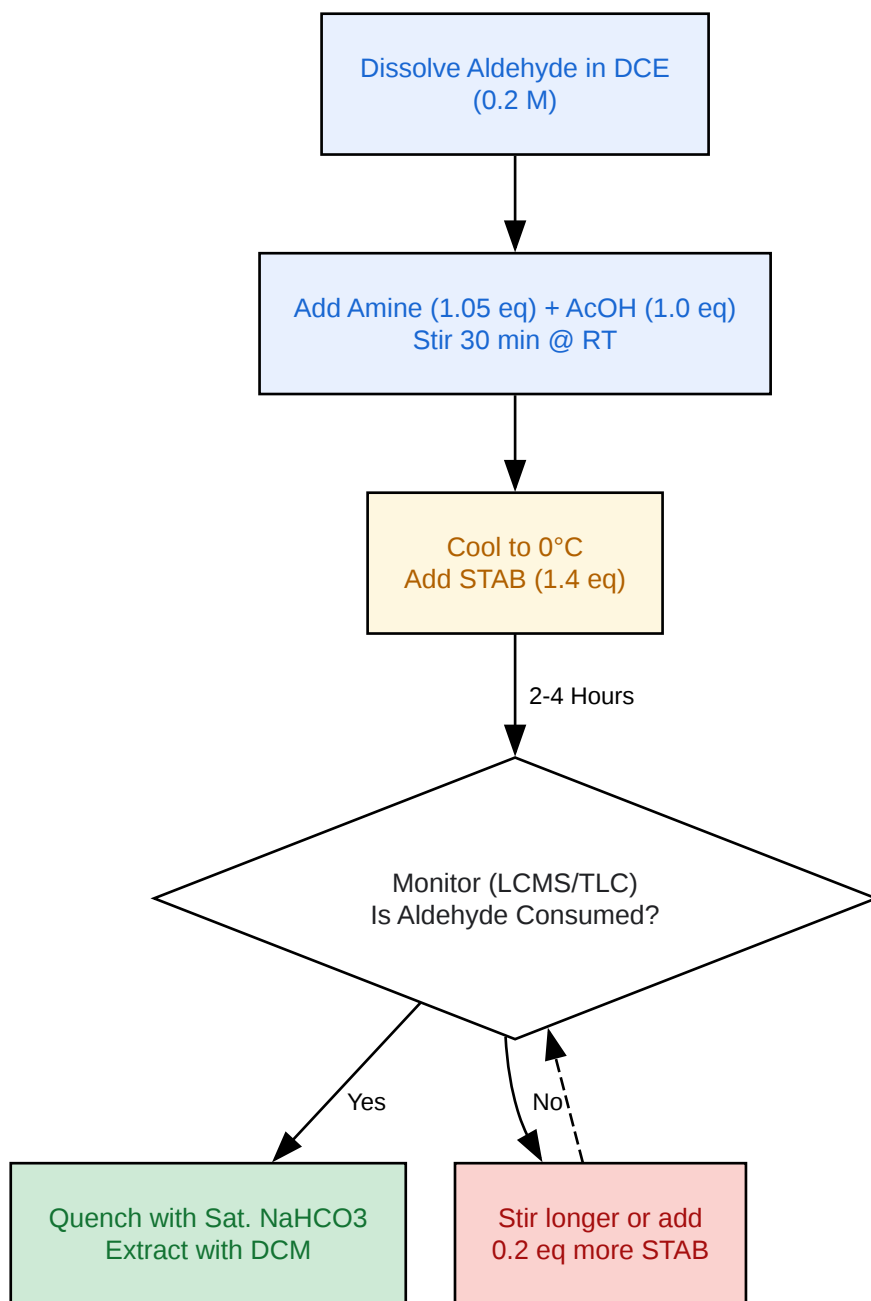 Dissolve Aldehyde in DCE
(0.2 M)
Add Amine (1.05 eq) + AcOH (1.0 eq)
Stir 30 min @ RT
Cool to 0°C
Add STAB (1.4 eq)
2-4 Hours
Monitor (LCMS/TLC)
Is Aldehyde Consumed?
Yes
No
Quench with Sat. NaHCO3
Extract with DCM
Stir longer or add
0.2 eq more STAB